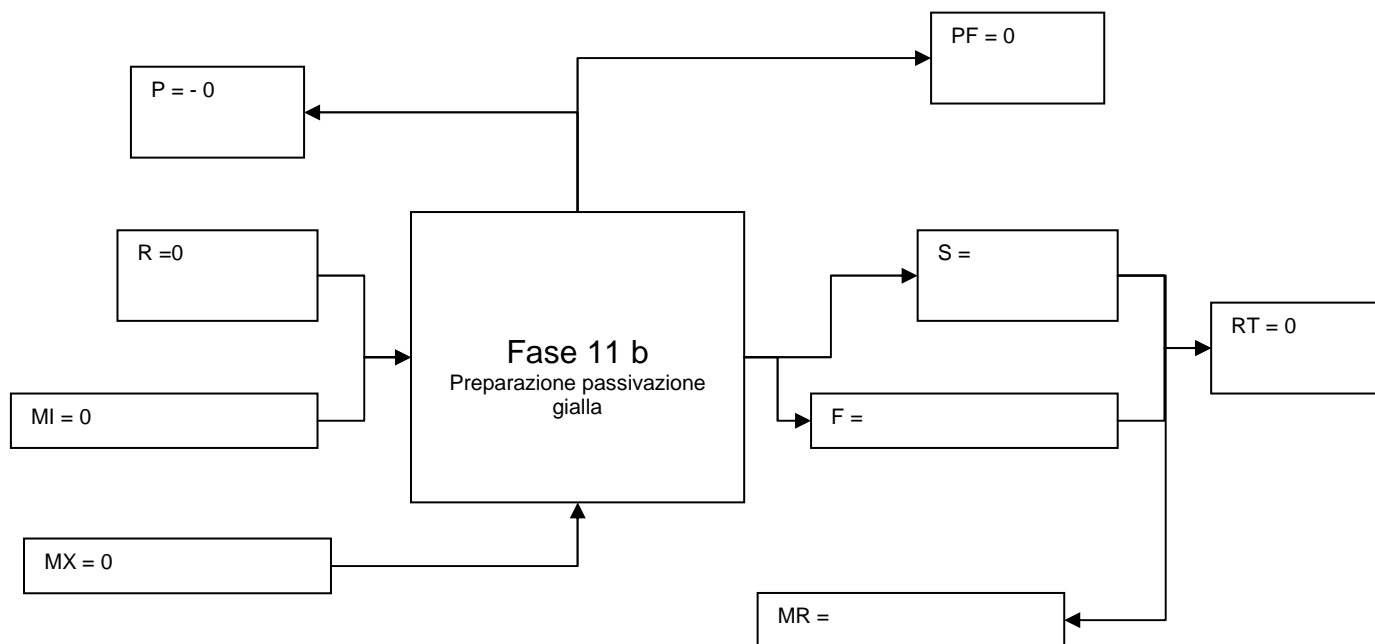 PF = 0
P = - 0
R =0
S =
RT = 0
Fase 11 b
Preparazione passivazione
gialla
MI = 0
F =
MX = 0
MR =